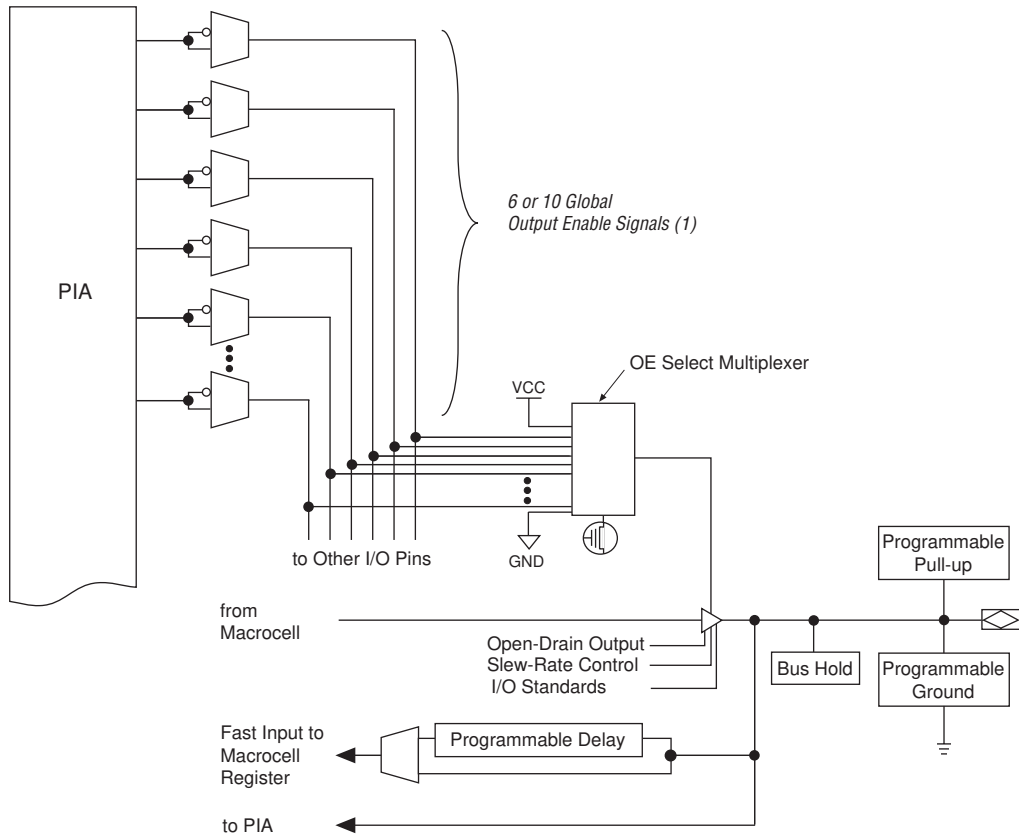 PIA
6 or 10 Global
Output Enable Signals (1)
OE Select Multiplexer
VCC
GND
to Other I/O Pins
Programmable
Pull-up
from
Macrocell
Open-Drain Output
Slew-Rate Control
I/O Standards
Bus Hold
Programmable
Ground
Fast Input to
Macrocell
Register
Programmable Delay
to PIA